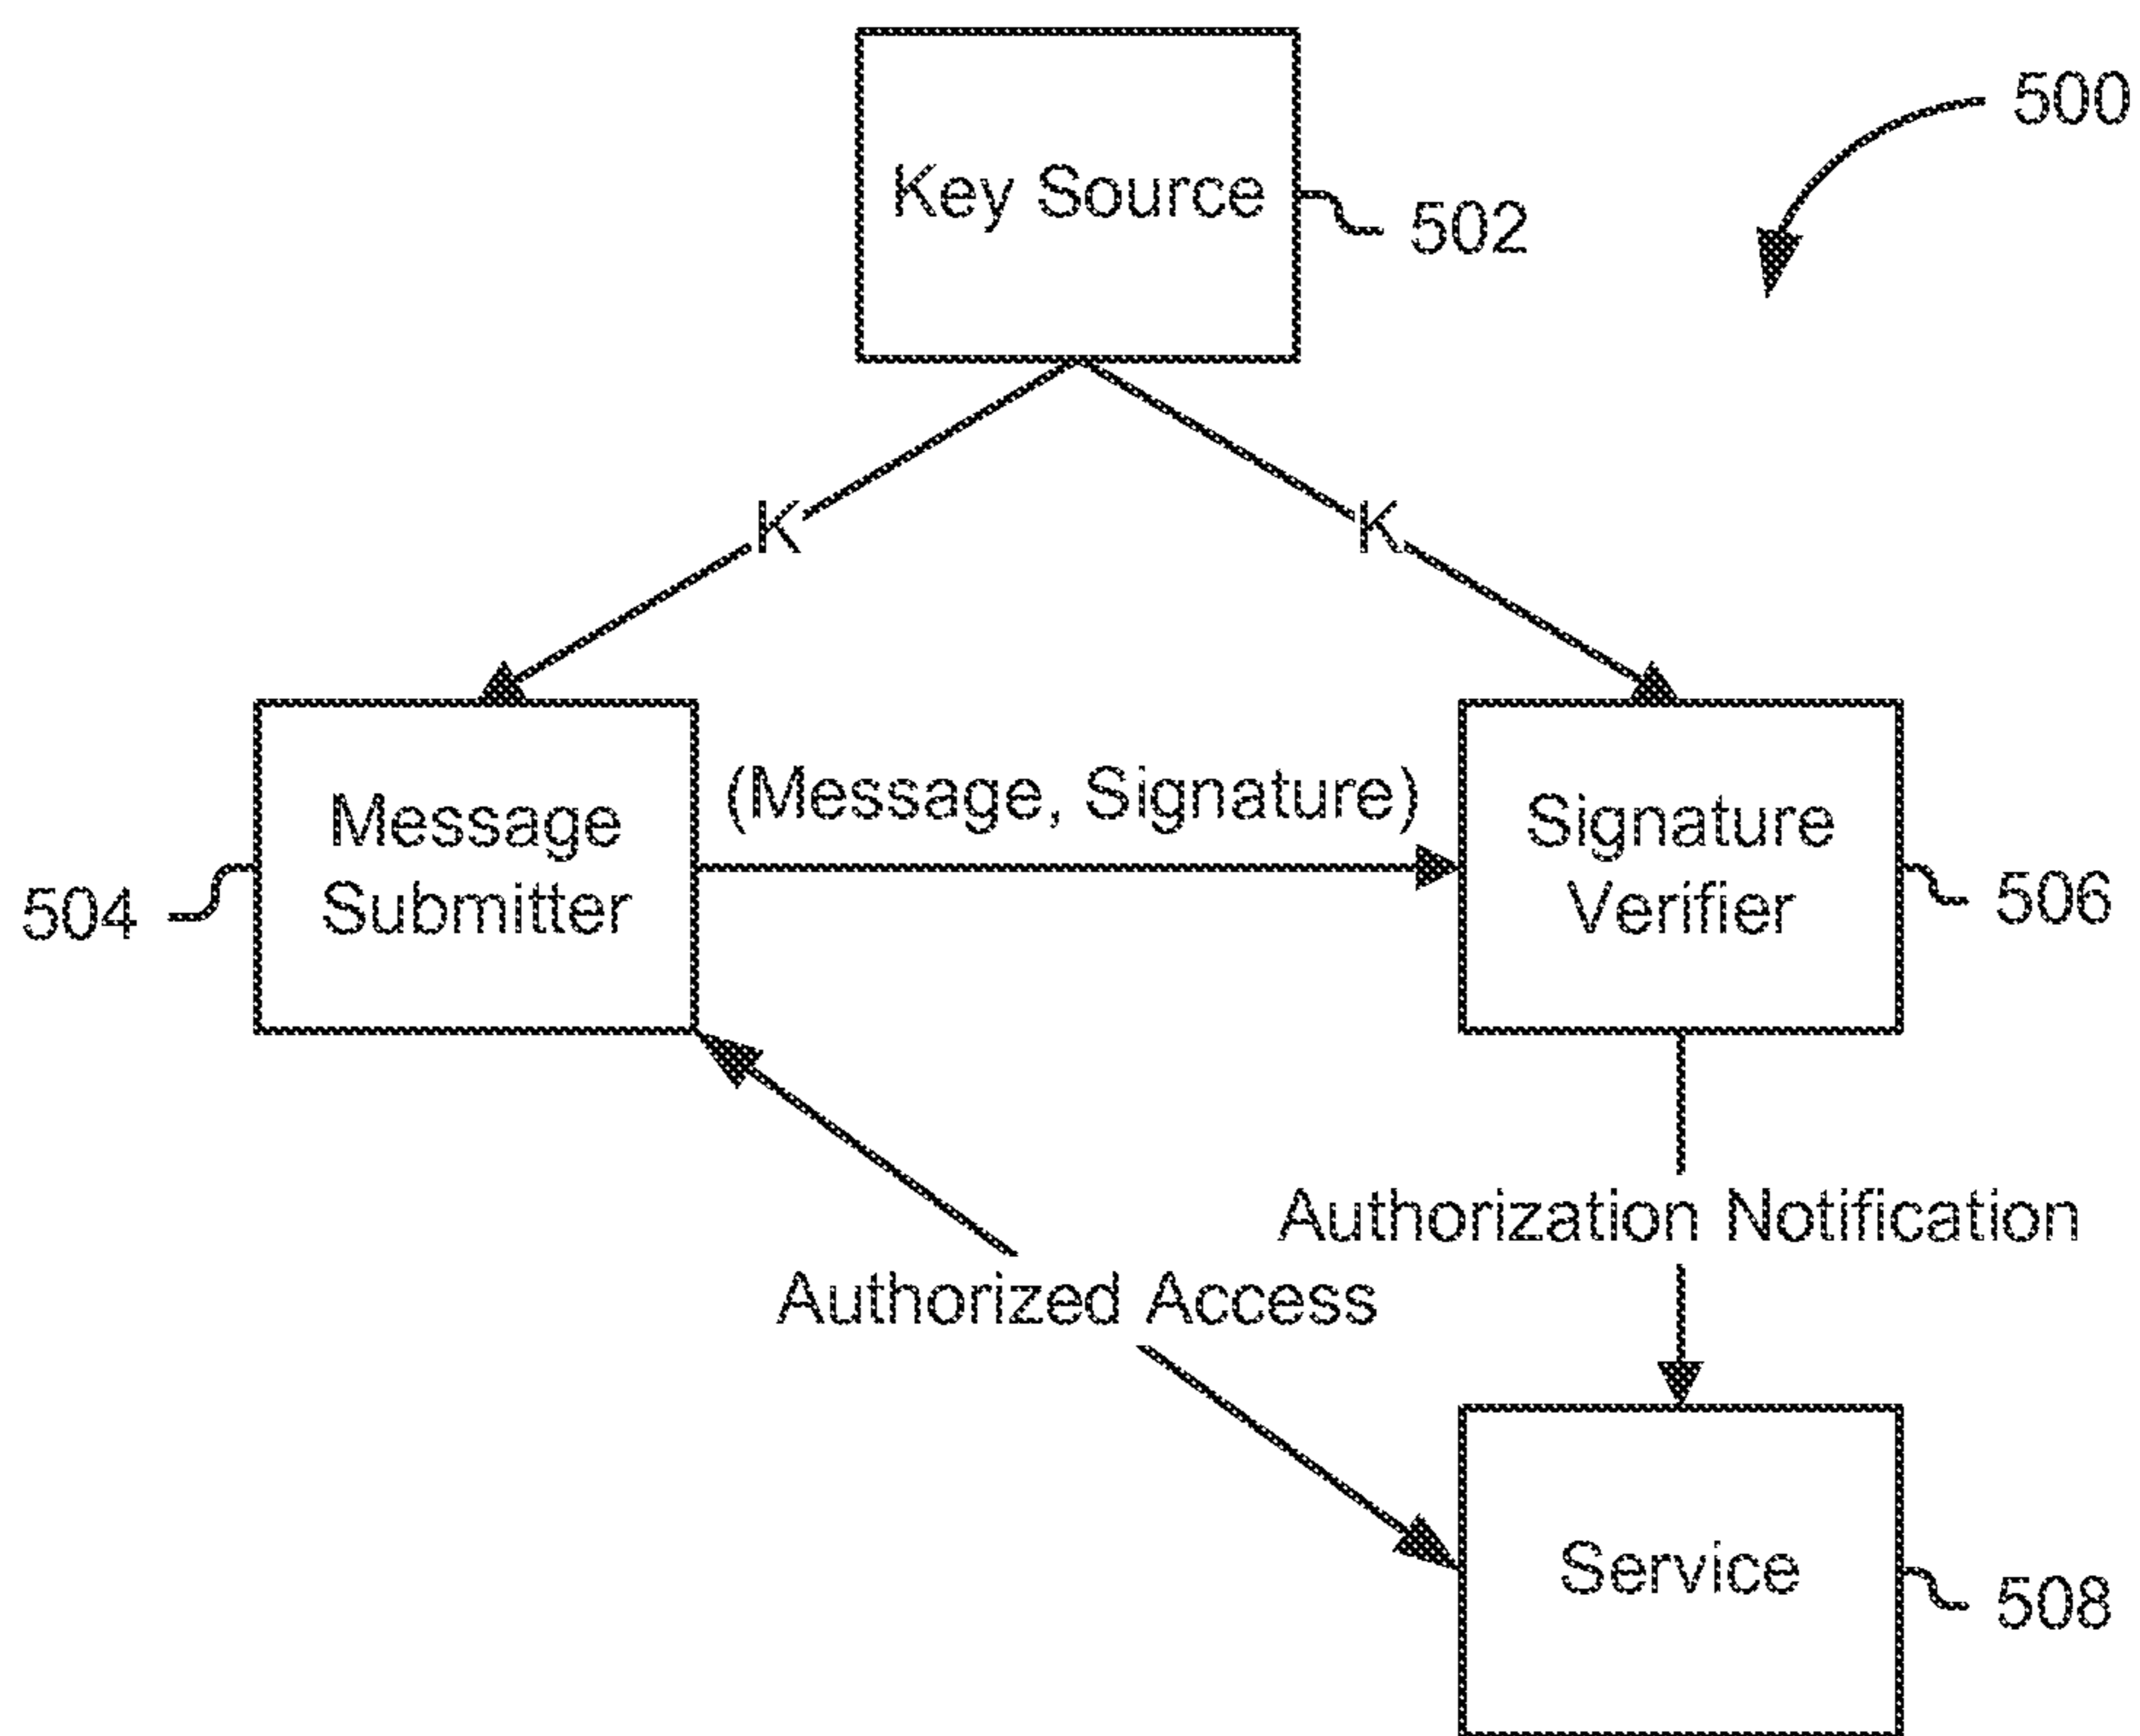 500
Key Source
502
K
K
(Message, Signature)
Message
Submitter
504
Signature
Verifier
506
Authorization Notification
Authorized Access
Service
508